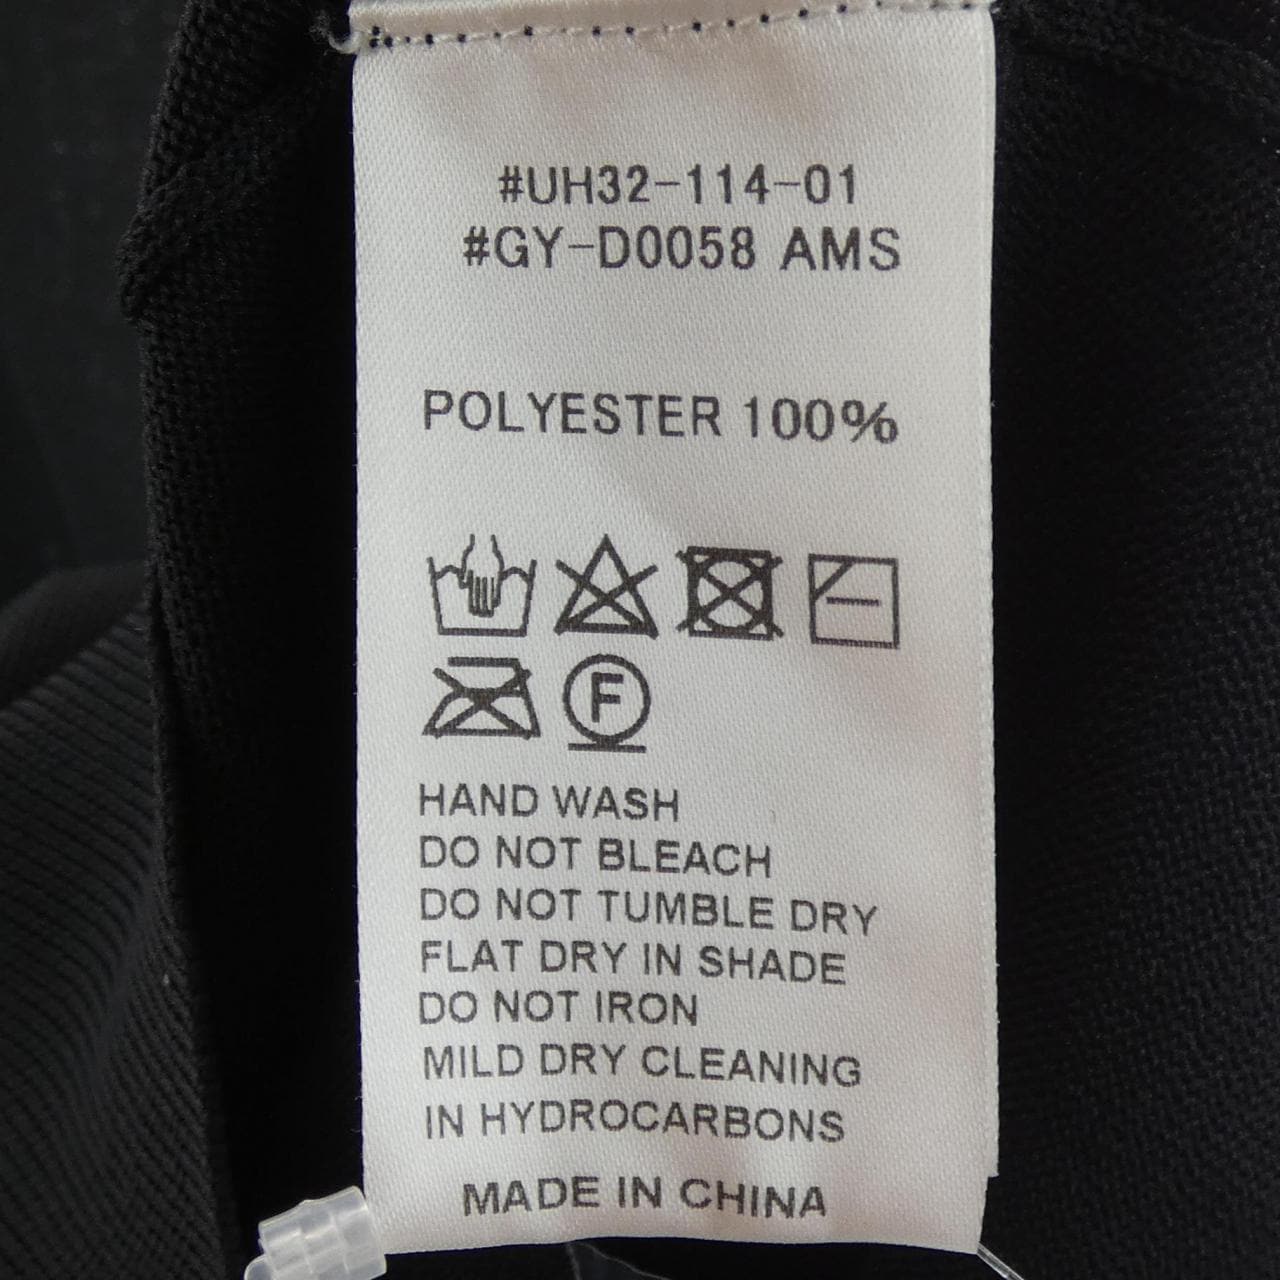 #UH32-114-01
#GY-D0058 AMS
POLYESTER 100%
F
HAND WASH
DO NOT BLEACH
DO NOT TUMBLE DRY
FLAT DRY IN SHADE
DO NOT IRON
MILD DRY CLEANING
IN HYDROCARBONS
MADE IN CHINA